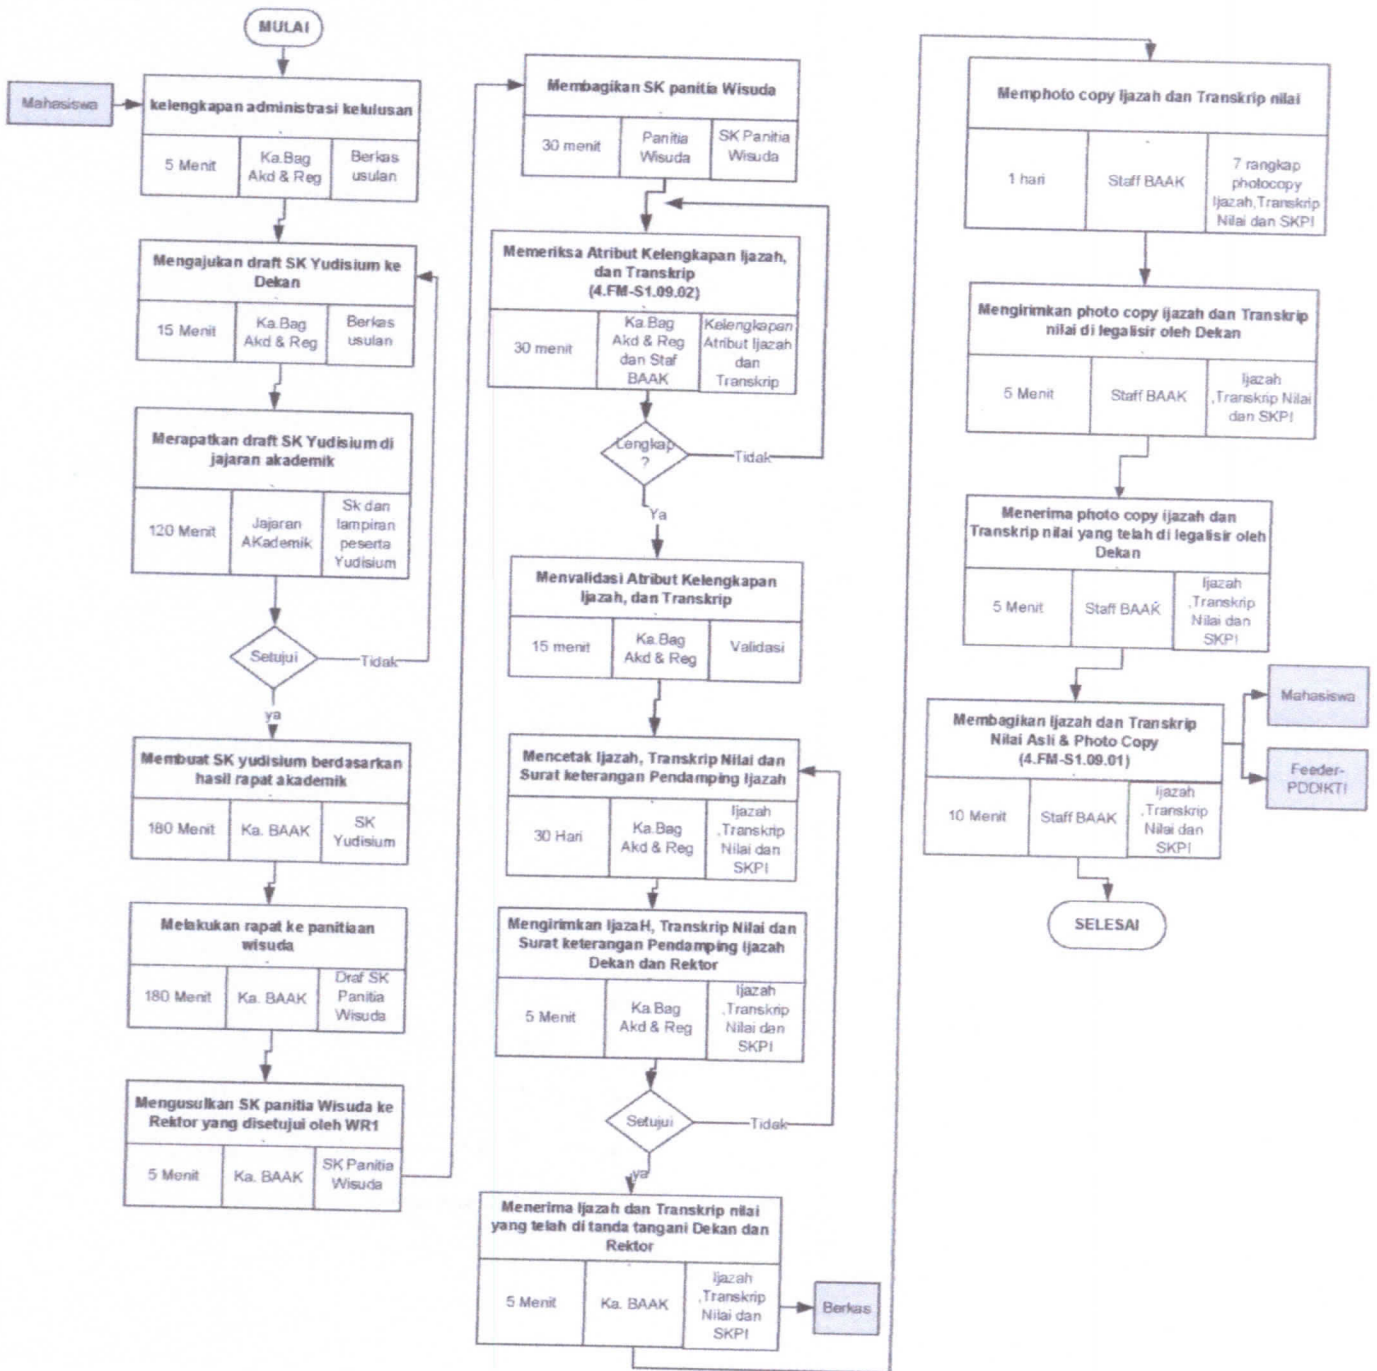 MULAI
Mahasiswa
kelengkapan administrasi kelulusan
5 Menit
Ka.Bag
Akd & Reg
Berkas
usulan
Mengajukan draft SK Yudisium ke
Dekan
15 Menit
Ka.Bag
Akd & Reg
Berkas
usulan
Merapatkan draft SK Yudisium di
jajaran akademik
120 Menit
Jajaran
AKademik
Sk dan
lampiran
peserta
Yudisium
Setujui
Tidak
ya
Membuat SK yudisium berdasarkan
hasil rapat akademik
180 Menit
Ka. BAAK
SK
Yudisium
Melakukan rapat ke panitiaan
wisuda
180 Menit
Ka. BAAK
Draf SK
Panitia
Wisuda
Mengusulkan SK panitia Wisuda ke
Rektor yang disetujui oleh WR1
5 Menit
Ka. BAAK
SK Panitia
Wisuda
Membagikan SK panitia Wisuda
30 menit
Panitia
Wisuda
SK Panitia
Wisuda
Memeriksa Atribut Kelengkapan Ijazah,
dan Transkrip
(4.FM-S1.09.02)
30 menit
Ka.Bag
Akd & Reg
dan Staf
BAAK
Kelengkapan
Atribut Ijazah
dan
Transkrip
Lengkap
?
Tidak
Ya
Menvalidasi Atribut Kelengkapan
Ijazah, dan Transkrip
15 menit
Ka.Bag
Akd & Reg
Validasi
Mencetak Ijazah, Transkrip Nilai dan
Surat keterangan Pendamping Ijazah
30 Hari
Ka.Bag
Akd & Reg
Ijazah
,Transkrip
Nilai dan
SKPI
Mengirimkan IjazaH, Transkrip Nilai dan
Surat keterangan Pendamping Ijazah
Dekan dan Rektor
5 Menit
Ka.Bag
Akd & Reg
Ijazah
,Transkrip
Nilai dan
SKPI
Setujui
Tidak
ya
Menerima Ijazah dan Transkrip nilai
yang telah di tanda tangani Dekan dan
Rektor
5 Menit
Ka. BAAK
Ijazah
,Transkrip
Nilai dan
SKPI
Berkas
Memphoto copy Ijazah dan Transkrip nilai
1 hari
Staff BAAK
7 rangkap
photocopy
Ijazah,Transkrip
Nilai dan SKPI
Mengirimkan photo copy ijazah dan Transkrip
nilai di legalisir oleh Dekan
5 Menit
Staff BAAK
Ijazah
,Transkrip Nilai
dan SKPI
Menerima photo copy ijazah dan
Transkrip nilai yang telah di legalisir oleh
Dekan
5 Menit
Staff BAAK
Ijazah
,Transkrip
Nilai dan
SKPI
Membagikan Ijazah dan Transkrip
Nilai Asli & Photo Copy
(4.FM-S1.09.01)
10 Menit
Staff BAAK
Ijazah
,Transkrip
Nilai dan
SKPI
Mahasiswa
Feeder-
PDDIKTI
SELESAI